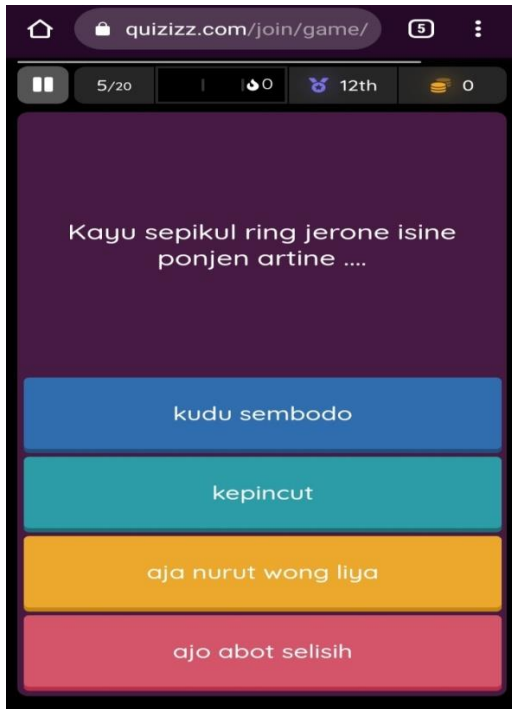 quizizz.com/join/game/ 5
5/20 0 12th 0
Kayu sepikul ring jerone isine
ponjen artine ....
kudu sembodo
kepincut
aja nurut wong liya
ajo abot selisih